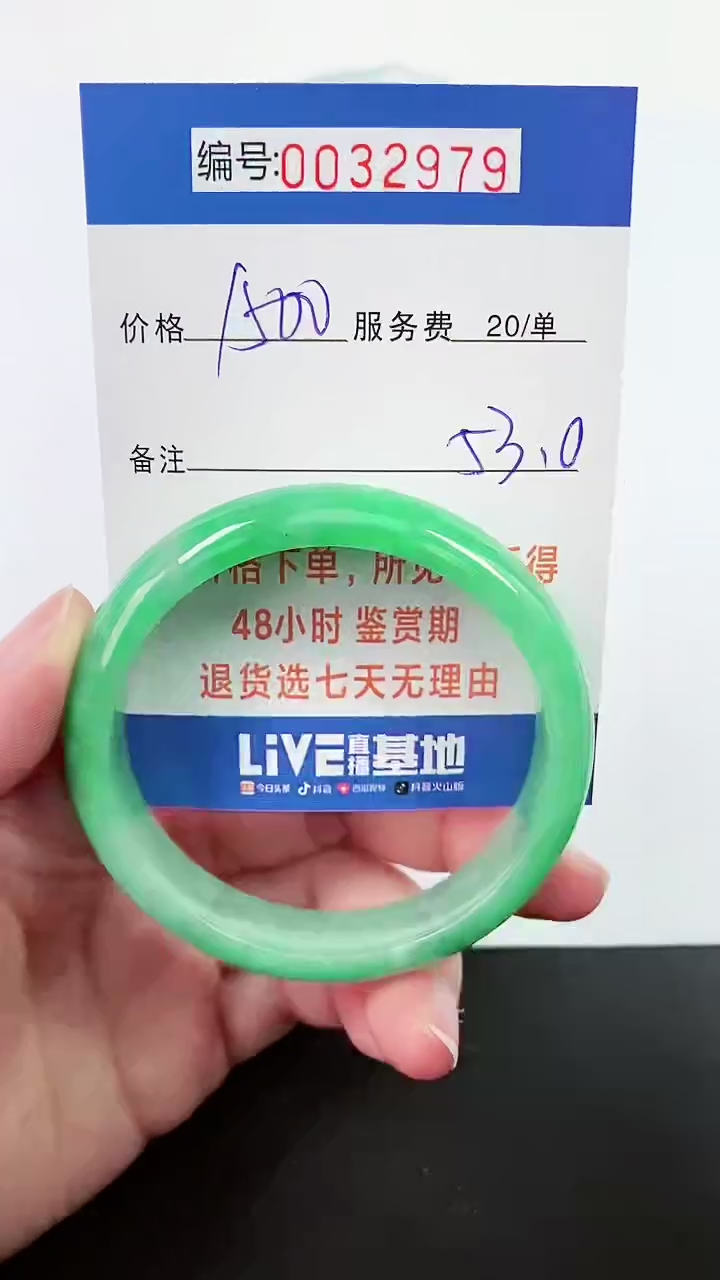 编号:0032979
价格 1500 服务费 20/单
备注 53.0
格下单，所见 得
48小时 鉴赏期
退货选七天无理由
LiVE直播基地
今日头条 抖音 西瓜视频 抖音火山版